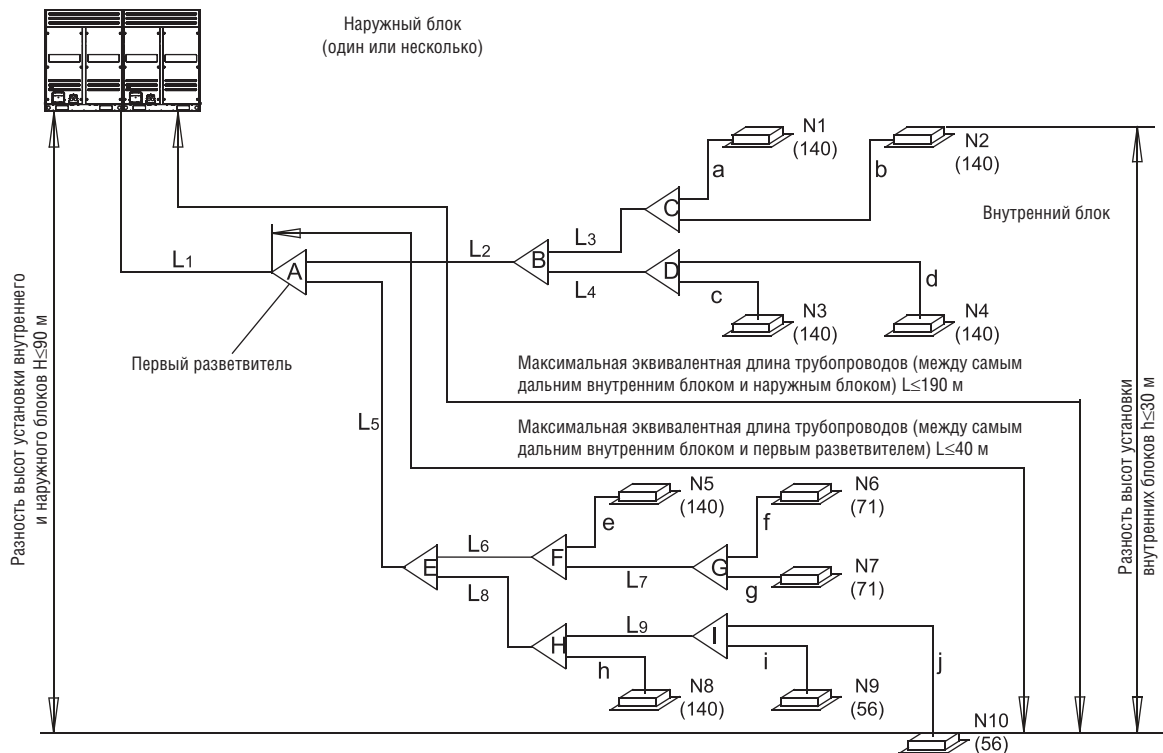 Наружный блок
(один или несколько)
N1
(140)
N2
(140)
a
b
C
Внутренний блок
L1
A
L2
B
L3
L4
D
c
d
N3
(140)
N4
(140)
Первый разветвитель
Максимальная эквивалентная длина трубопроводов (между самым
дальним внутренним блоком и наружным блоком) L≤190 м
L5
Максимальная эквивалентная длина трубопроводов (между самым
дальним внутренним блоком и первым разветвителем) L≤40 м
Разность высот установки внутреннего
и наружного блоков H≤90 м
Разность высот установки
внутренних блоков h≤30 м
N5
(140)
N6
(71)
e
f
L6
F
E
L7
G
g
N7
(71)
L8
L9
I
H
h
i
j
N8
(140)
N9
(56)
N10
(56)